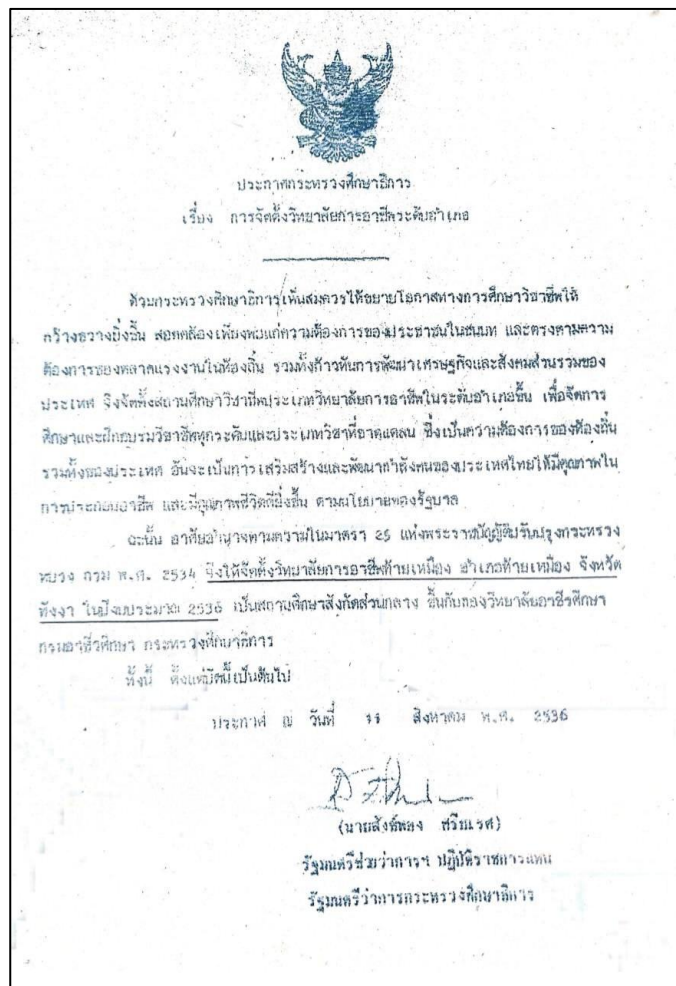 ประกาศกระทรวงศึกษาธิการ
เรื่อง การจัดตั้งวิทยาลัยการอาชีพระดับอำเภอ
ด้วยกระทรวงศึกษาธิการเห็นสมควรให้ขยายโอกาสทางการศึกษาวิชาชีพให้
กว้างขวางยิ่งขึ้น สอดคล้องเพียงพอแก่ความต้องการของประชาชนในชนบท และตรงตามความ
ต้องการของตลาดแรงงานในท้องถิ่น รวมทั้งก้าวทันการพัฒนาเศรษฐกิจและสังคมส่วนรวมของ
ประเทศ จึงจัดตั้งสถานศึกษาวิชาชีพประเภทวิทยาลัยการอาชีพในระดับอำเภอขึ้น เพื่อจัดการ
ศึกษาและฝึกอบรมวิชาชีพทุกระดับและประเภทวิชาที่ขาดแคลน ซึ่งเป็นความต้องการของท้องถิ่น
รวมทั้งของประเทศ อันจะเป็นการเสริมสร้างและพัฒนากำลังคนของประเทศไทยให้มีคุณภาพใน
การประกอบอาชีพ และมีคุณภาพชีวิตดียิ่งขึ้น ตามนโยบายของรัฐบาล
ฉะนั้น อาศัยอำนาจตามความในมาตรา 25 แห่งพระราชบัญญัติปรับปรุงกระทรวง
ทบวง กรม พ.ศ. 2534 จึงให้จัดตั้งวิทยาลัยการอาชีพท้ายเหมือง อำเภอท้ายเหมือง จังหวัด
พังงา ในปีงบประมาณ 2536 เป็นสถานศึกษาสังกัดส่วนกลาง ขึ้นกับกองวิทยาลัยอาชีวศึกษา
กรมอาชีวศึกษา กระทรวงศึกษาธิการ
ทั้งนี้ ตั้งแต่บัดนี้เป็นต้นไป
ประกาศ ณ วันที่ 11 สิงหาคม พ.ศ. 2536
(นายสังข์ทอง ศรีธเรศ)
รัฐมนตรีช่วยว่าการฯ ปฏิบัติราชการแทน
รัฐมนตรีว่าการกระทรวงศึกษาธิการ